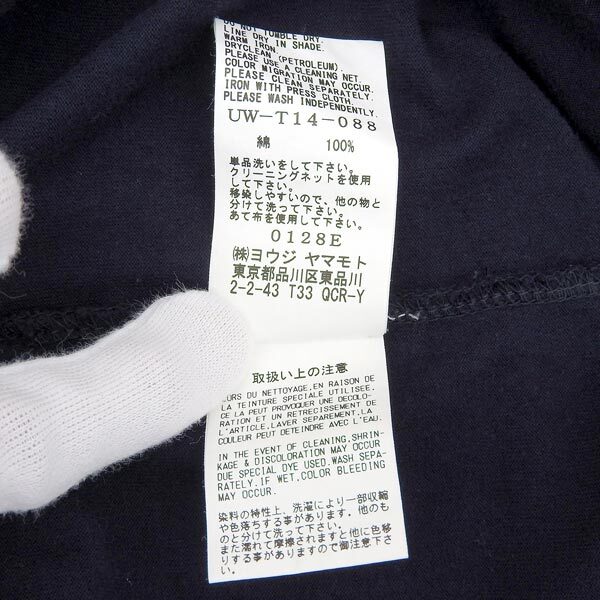 DO NOT TUMBLE DRY.
LINE DRY IN SHADE.
WARM IRON.
DRYCLEAN (PETROLEUM).
PLEASE USE A CLEANING NET.
COLOR MIGRATION MAY OCCUR.
PLEASE CLEAN SEPARATELY.
IRON WITH PRESS CLOTH.
PLEASE WASH INDEPENDENTLY.
UW-T14-088
綿 100%
単品洗いをして下さい。
クリーニングネットを使用
して下さい。
移染しやすいので、他の物と
分けて洗って下さい。
あて布を使用して下さい。
0128E
㈱ヨウジ ヤマモト
東京都品川区東品川
2-2-43 T33 QCR-Y
取扱い上の注意
LORS DU NETTOYAGE,EN RAISON DE
LA TEINTURE SPECIALE UTILISEE,
CE LA PEUT PROVOQUER UNE DECOLO-
RATION ET UN RETRECISSEMENT DE
L'ARTICLE,LAVER SEPAREMENT,LA
COULEUR PEUT DETEINDRE AVEC L'EAU.
IN THE EVENT OF CLEANING,SHRIN-
KAGE & DISCOLORATION MAY OCCUR
DUE SPECIAL DYE USED.WASH SEPA-
RATELY.IF WET,COLOR BLEEDING
MAY OCCUR.
染料の特性上、洗濯により一部収縮
や色落ちする事があります。他のも
のと分けて洗って下さい。
また濡れて摩擦されますと他に色移
りする事がありますので御注意下さ
い。